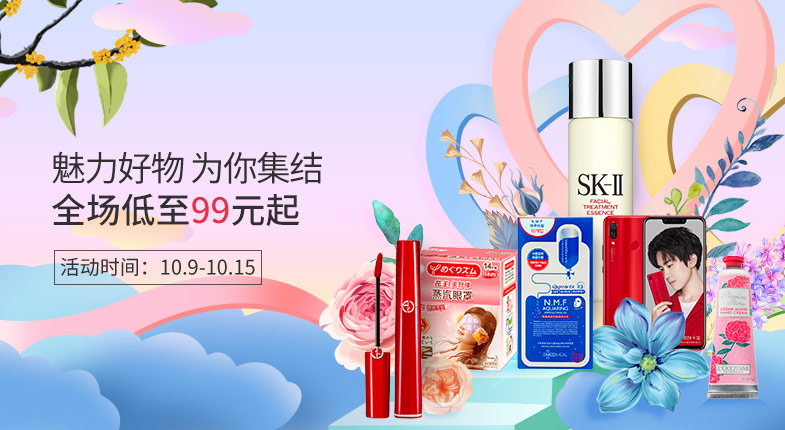 魅力好物 为你集结
全场低至99元起
活动时间：10.9-10.15
SK-II
FACIAL
TREATMENT
ESSENCE
めぐりズム
蒸汽眼罩
N.M.F
AQUARING
MEDIHEAL
L'OCCITANE